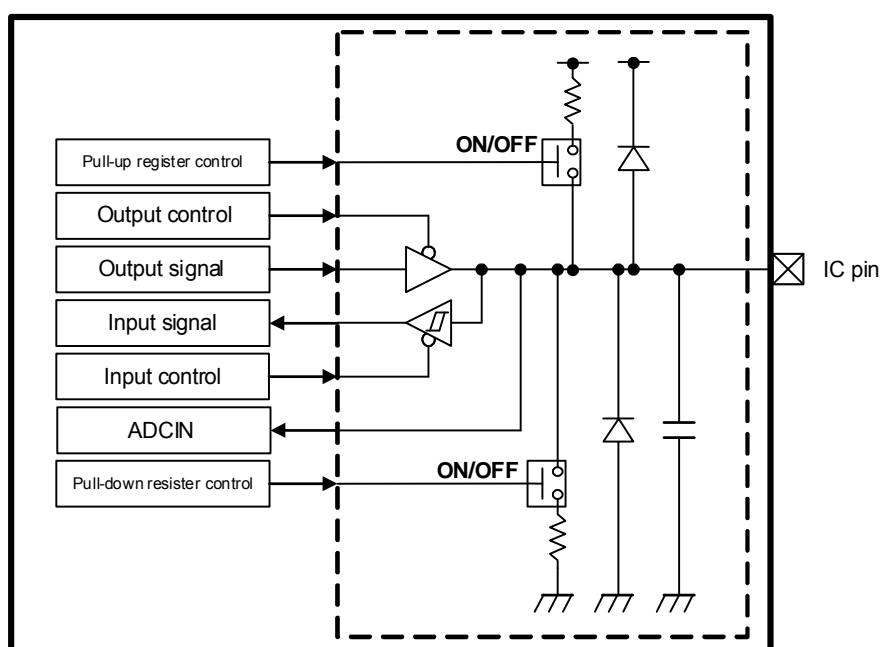 Pull-up register control
ON/OFF
Output control
Output signal
IC pin
Input signal
Input control
ADCIN
Pull-down resister control
ON/OFF